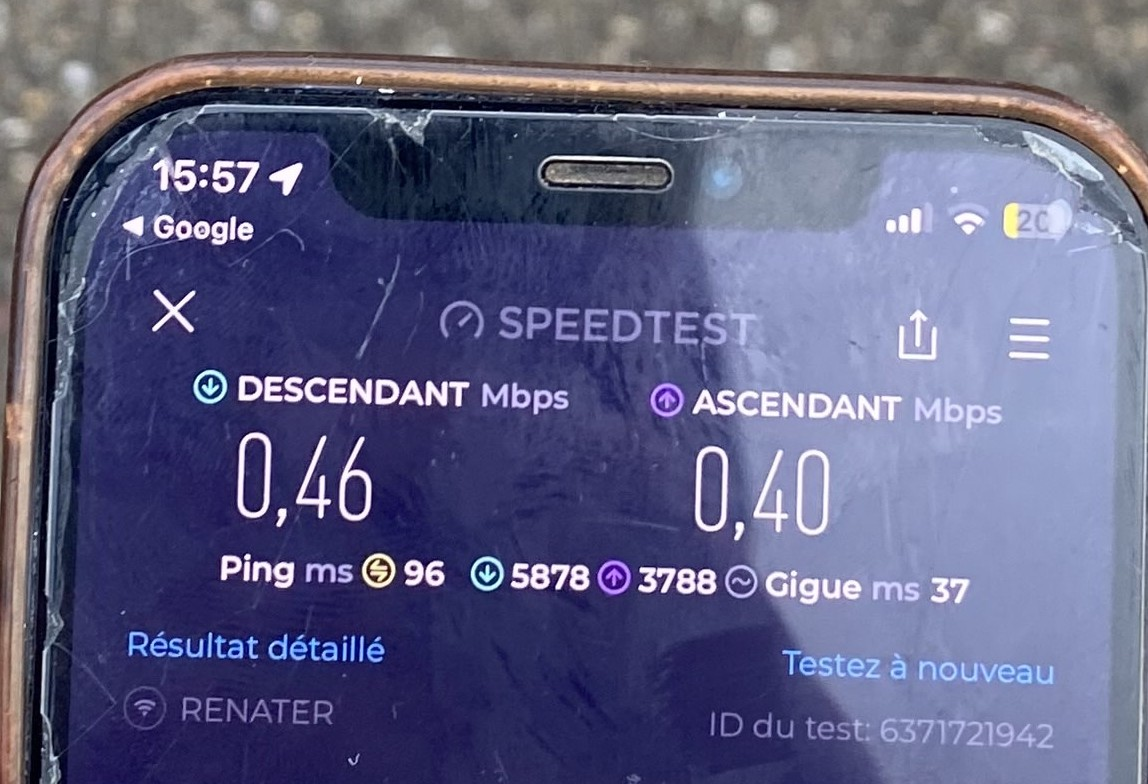 15:57
Google
20
SPEEDTEST
DESCENDANT Mbps
ASCENDANT Mbps
0,46
0,40
Ping ms 96 5878 3788 Gigue ms 37
Résultat détaillé
Testez à nouveau
RENATER
ID du test: 6371721942